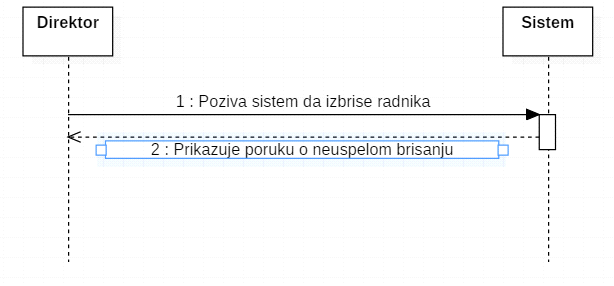 Direktor
Sistem
1 : Poziva sistem da izbrise radnika
2 : Prikazuje poruku o neuspelom brisanju